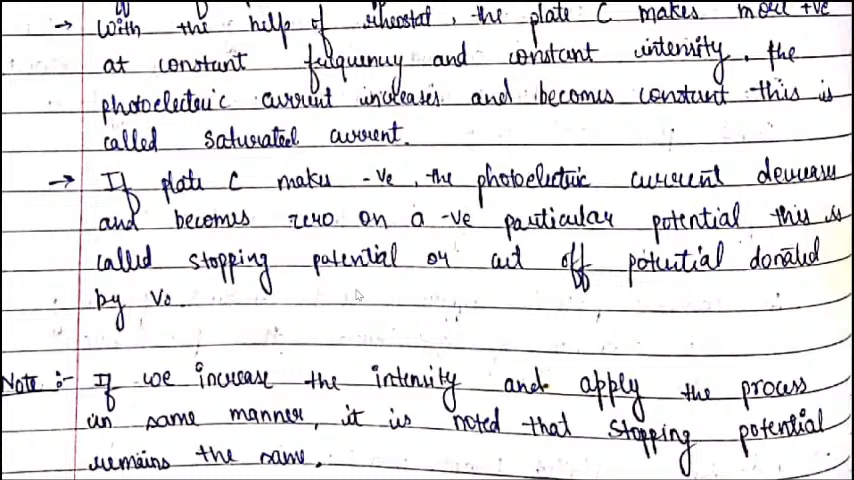 → With the help of rheostat, the plate C makes more +ve
at constant frequency and constant intensity, the
photoelectric current increases and becomes constant this is
called saturated current.
→ If plate C makes -ve, the photoelectric current decrease
and becomes zero on a -ve particular potential this is
called stopping potential or cut off potential donated
by Vo.
Note :- If we increase the intensity and apply the process
in same manner, it is noted that stopping potential
remains the same.